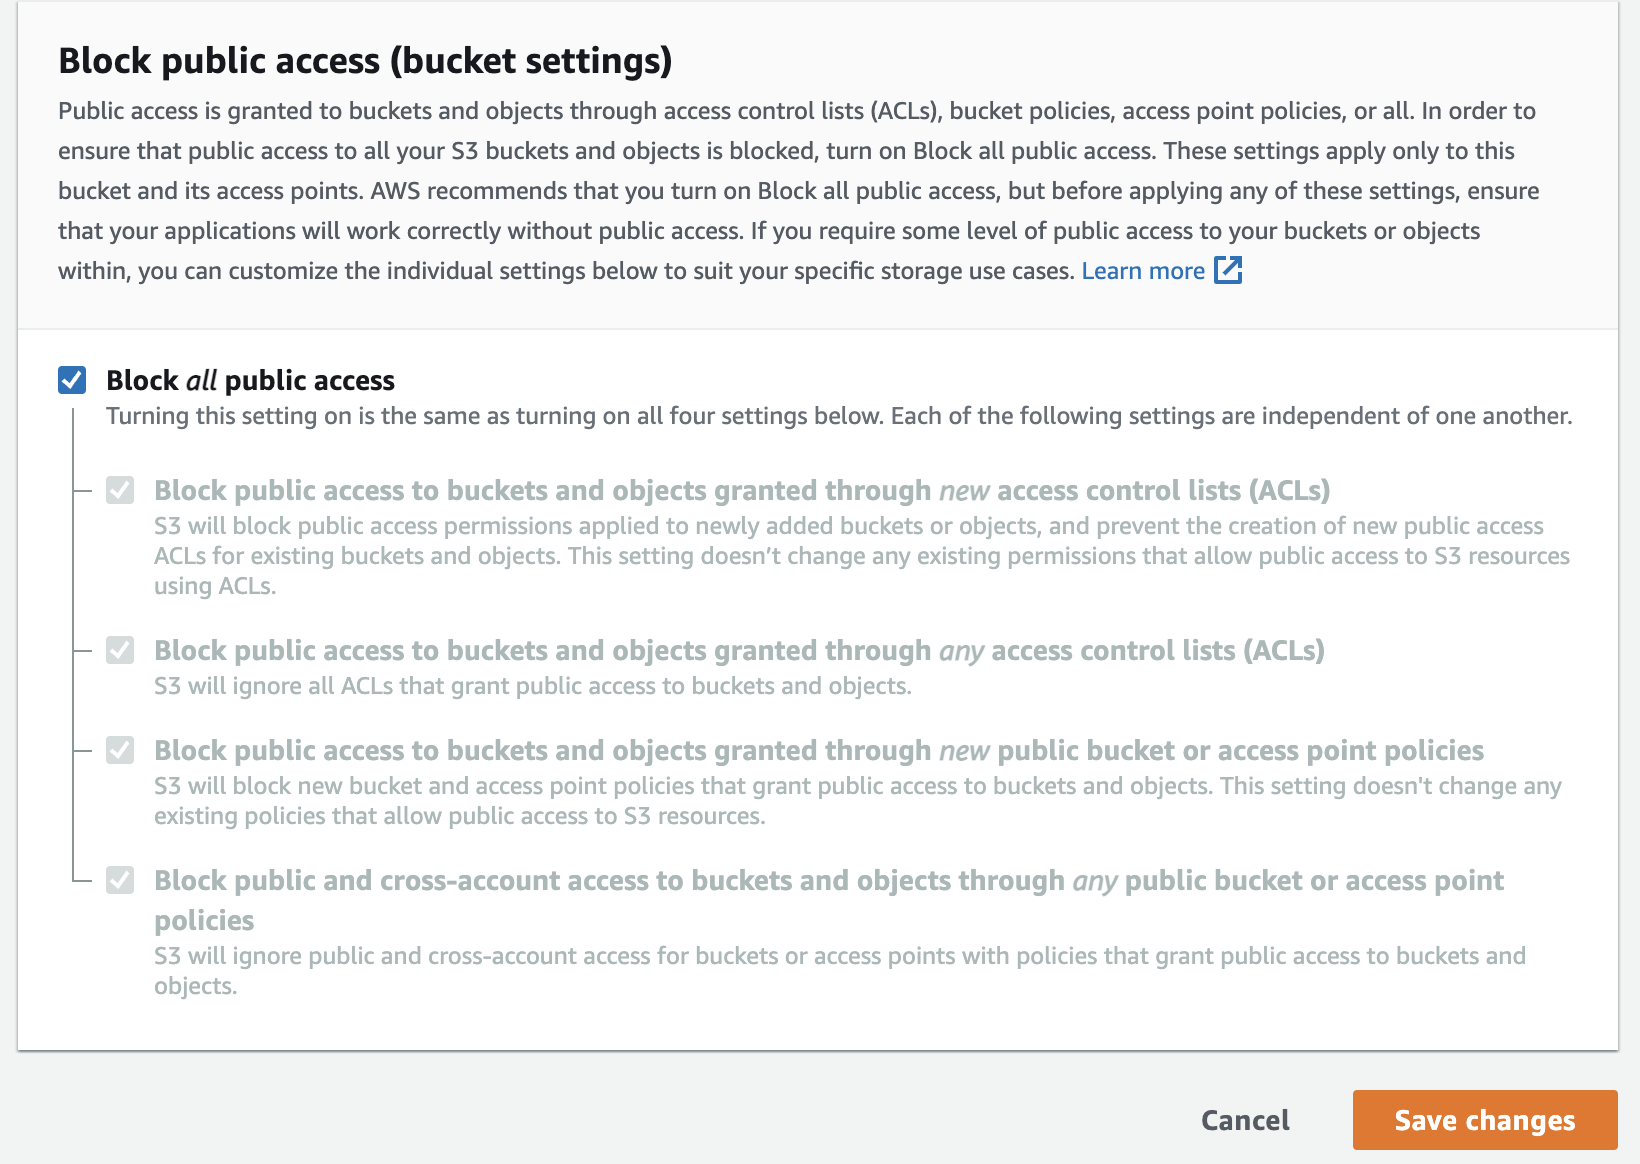 Block public access (bucket settings)
Public access is granted to buckets and objects through access control lists (ACLs), bucket policies, access point policies, or all. In order to
ensure that public access to all your S3 buckets and objects is blocked, turn on Block all public access. These settings apply only to this
bucket and its access points. AWS recommends that you turn on Block all public access, but before applying any of these settings, ensure
that your applications will work correctly without public access. If you require some level of public access to your buckets or objects
within, you can customize the individual settings below to suit your specific storage use cases. Learn more
Block all public access
Turning this setting on is the same as turning on all four settings below. Each of the following settings are independent of one another.
Block public access to buckets and objects granted through new access control lists (ACLs)
S3 will block public access permissions applied to newly added buckets or objects, and prevent the creation of new public access
ACLs for existing buckets and objects. This setting doesn’t change any existing permissions that allow public access to S3 resources
using ACLs.
Block public access to buckets and objects granted through any access control lists (ACLs)
S3 will ignore all ACLs that grant public access to buckets and objects.
Block public access to buckets and objects granted through new public bucket or access point policies
S3 will block new bucket and access point policies that grant public access to buckets and objects. This setting doesn't change any
existing policies that allow public access to S3 resources.
Block public and cross-account access to buckets and objects through any public bucket or access point
policies
S3 will ignore public and cross-account access for buckets or access points with policies that grant public access to buckets and
objects.
Cancel
Save changes